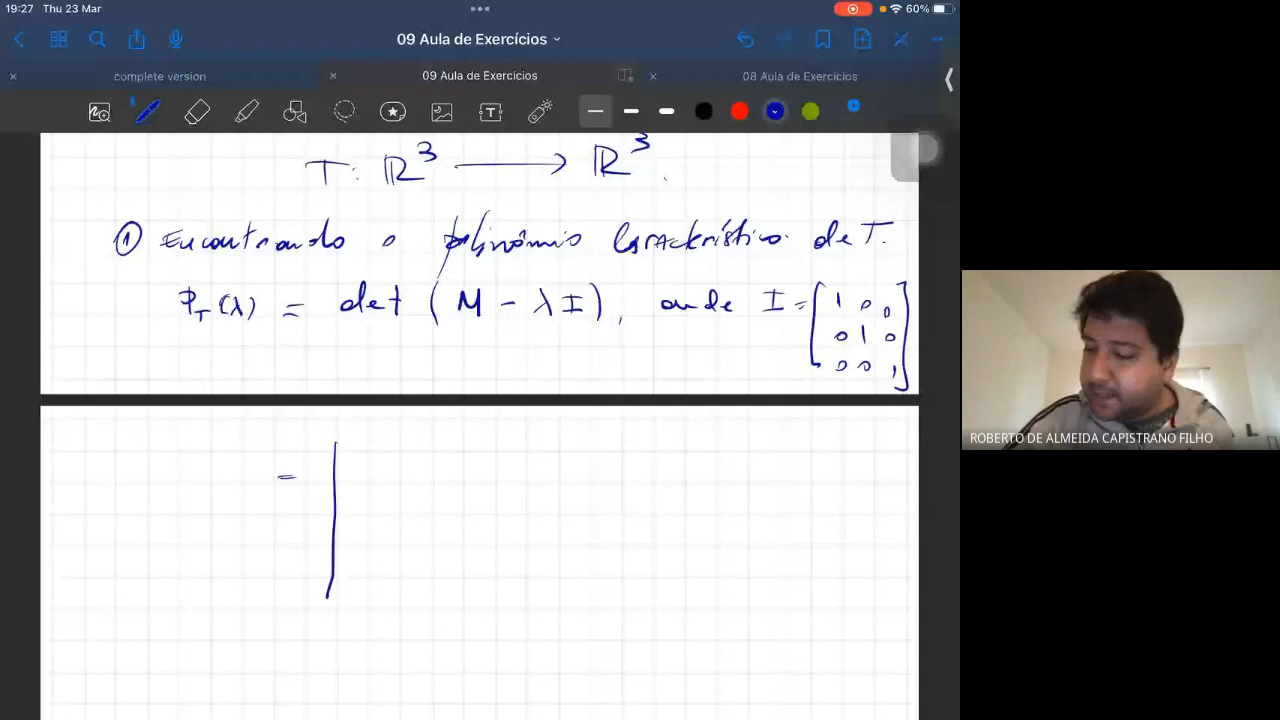 19:27 Thu 23 Mar
60%
09 Aula de Exercícios
complete version
09 Aula de Exercícios
08 Aula de Exercicios
T: ℝ³ ⟶ ℝ³.
① Encontrando o polinômio característico de T.
P_T(λ) = det (M - λI), onde I = [1 0 0
0 1 0
0 0 1]
= |
ROBERTO DE ALMEIDA CAPISTRANO FILHO